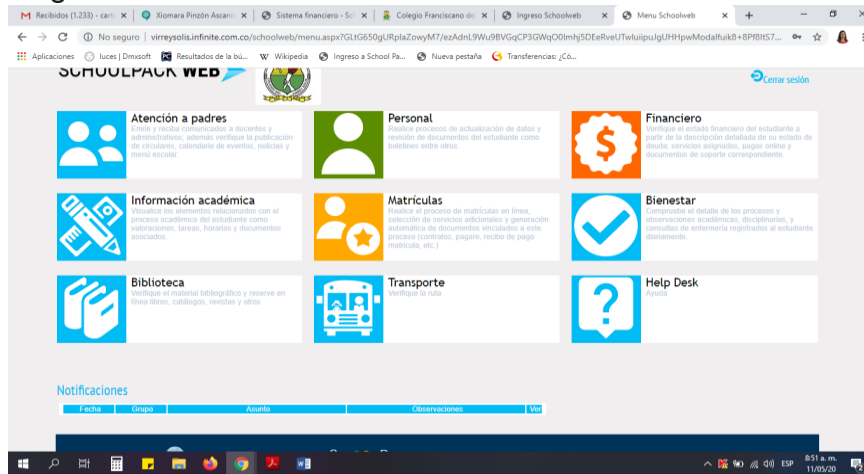 Recibidos (1.233) - carti
Xiomara Pinzón Ascani
Sistema financiero - Sch
Colegio Franciscano de
Ingreso Schoolweb
Menu Schoolweb
No seguro | virreysolis.infinite.com.co/schoolweb/menu.aspx?
Aplicaciones
luces | Dmxsoft
Resultados de la bú...
Wikipedia
Ingreso a School Pa...
Nueva pestaña
Transferencias: ¿Có...
SCHOOLPACK WEB
Cerrar sesión
Atención a padres
Envíe y reciba comunicados a docentes y
administrativos; además verifique la publicación
de circulares, calendario de eventos, noticias y
menú escolar.
Personal
Realice procesos de actualización de datos y
revisión de documentos del estudiante como
boletines entre otros.
Financiero
Verifique el estado financiero del estudiante a
partir de la descripción detallada de su estado de
deuda; servicios asignados, pagos online y
documentos de soporte correspondiente.
Información académica
Visualice los elementos relacionados con el
proceso académico del estudiante como
valoraciones, tareas, horarios y documentos
asociados.
Matrículas
Realice el proceso de matrículas en línea,
selección de servicios adicionales y generación
automática de documentos vinculados a este
proceso (contratos, pagare, recibo de pago
matrícula, etc.)
Bienestar
Compruebe el detalle de los procesos y
observaciones académicas, disciplinarias, y
consultas de enfermería registrados al estudiante
diariamente.
Biblioteca
Verifique el material bibliográfico y reserve en
línea libros, catálogos, revistas y otros
Transporte
Verifique la ruta
Help Desk
Ayuda
Notificaciones
Fecha Grupo Asunto Observaciones Ver
ESP
8:51 a. m.
11/05/20